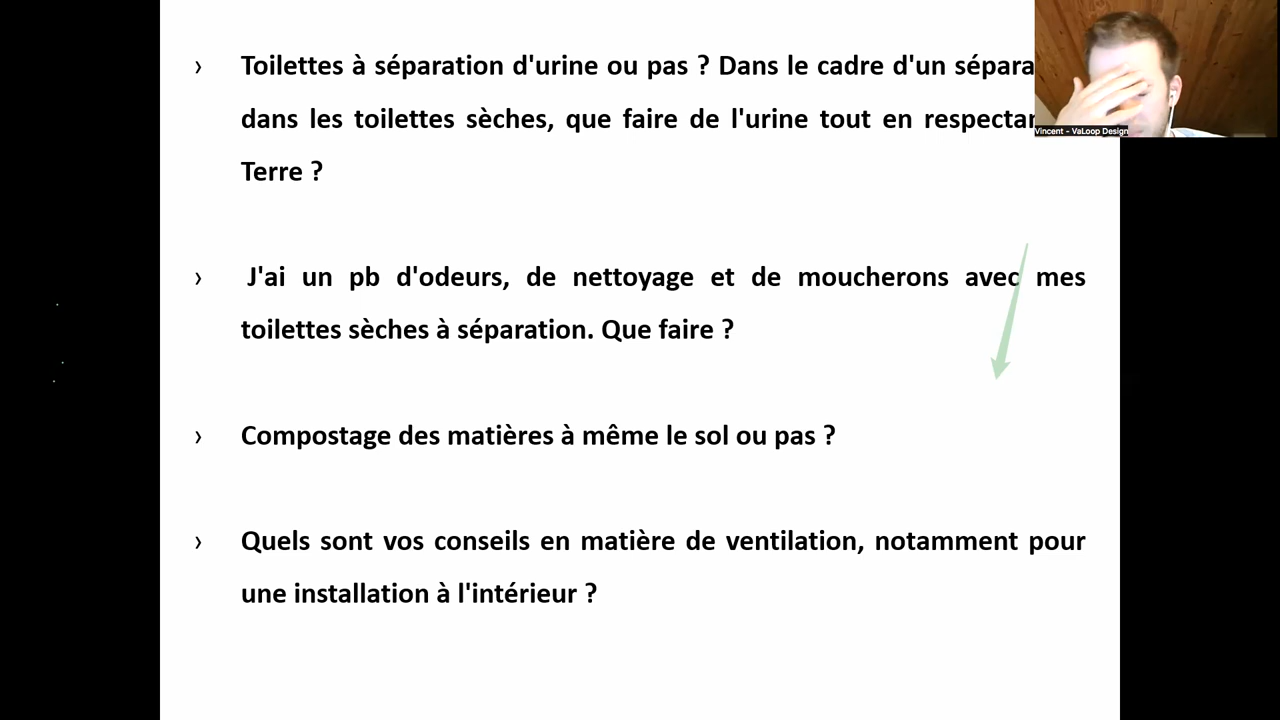 › Toilettes à séparation d'urine ou pas ? Dans le cadre d'un
dans les toilettes sèches, que faire de l'urine tout en
Terre ?
› J'ai un pb d'odeurs, de nettoyage et de moucherons avec mes
toilettes sèches à séparation. Que faire ?
› Compostage des matières à même le sol ou pas ?
› Quels sont vos conseils en matière de ventilation, notamment pour
une installation à l'intérieur ?
Vincent - VaLoop Design